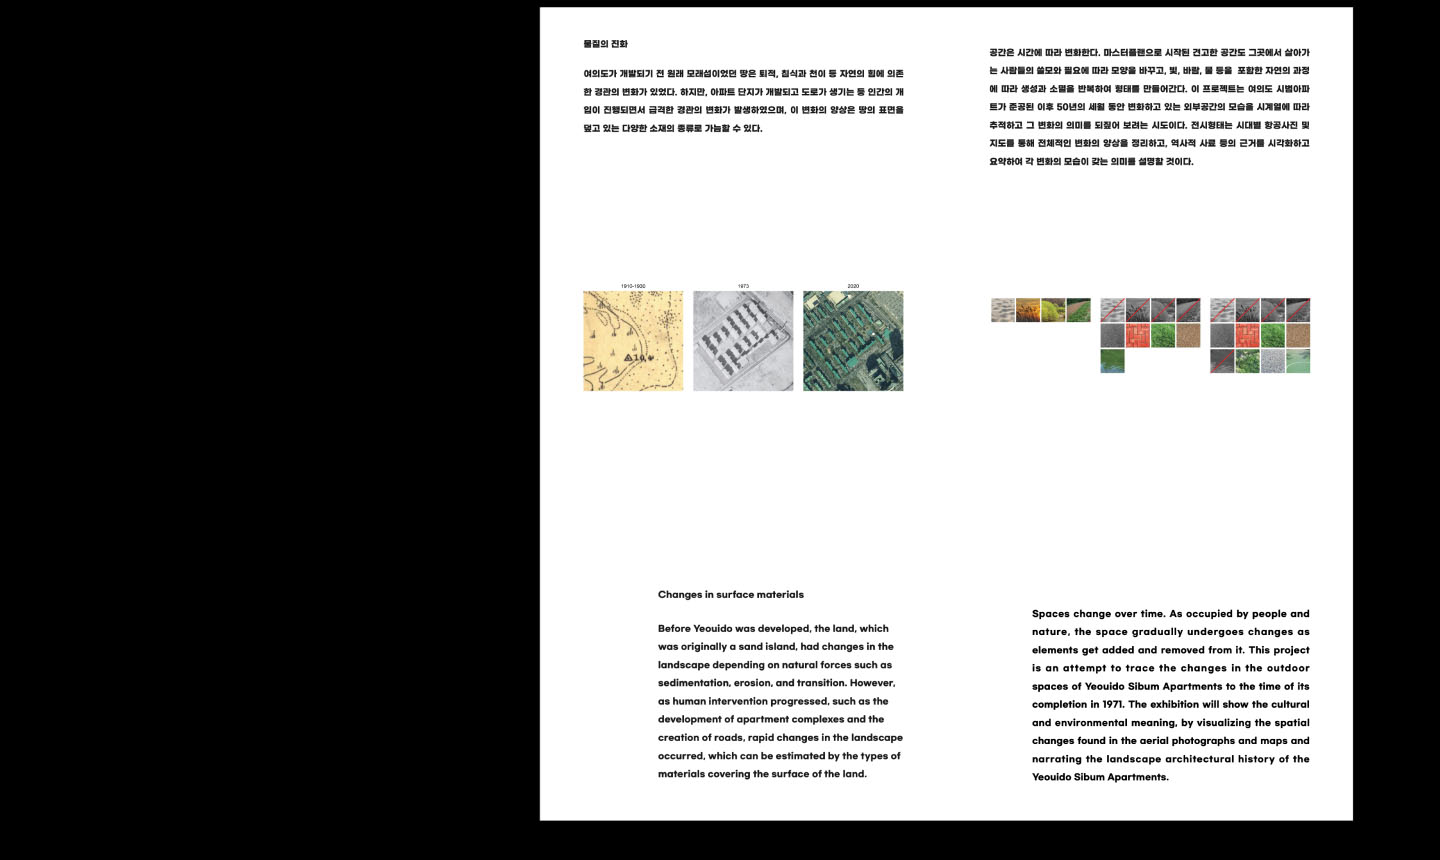 물질의 진화
여의도가 개발되기 전 원래 모래섬이었던 땅은 퇴적, 침식과 천이 등 자연의 힘에 의존
한 경관의 변화가 있었다. 하지만, 아파트 단지가 개발되고 도로가 생기는 등 인간의 개
입이 진행되면서 급격한 경관의 변화가 발생하였으며, 이 변화의 양상은 땅의 표면을
덮고 있는 다양한 소재의 종류로 가늠할 수 있다.
공간은 시간에 따라 변화한다. 마스터플랜으로 시작된 견고한 공간도 그곳에서 살아가
는 사람들의 쓸모와 필요에 따라 모양을 바꾸고, 빛, 바람, 물 등을 포함한 자연의 과정
에 따라 생성과 소멸을 반복하여 형태를 만들어간다. 이 프로젝트는 여의도 시범아파
트가 준공된 이후 50년의 세월 동안 변화하고 있는 외부공간의 모습을 시계열에 따라
추적하고 그 변화의 의미를 되짚어 보려는 시도이다. 전시형태는 시대별 항공사진 및
지도를 통해 전체적인 변화의 양상을 정리하고, 역사적 사료 등의 근거를 시각화하고
요약하여 각 변화의 모습이 갖는 의미를 설명할 것이다.
1910-1930
1973
2020
Changes in surface materials
Before Yeouido was developed, the land, which
was originally a sand island, had changes in the
landscape depending on natural forces such as
sedimentation, erosion, and transition. However,
as human intervention progressed, such as the
development of apartment complexes and the
creation of roads, rapid changes in the landscape
occurred, which can be estimated by the types of
materials covering the surface of the land.
Spaces change over time. As occupied by people and
nature, the space gradually undergoes changes as
elements get added and removed from it. This project
is an attempt to trace the changes in the outdoor
spaces of Yeouido Sibum Apartments to the time of its
completion in 1971. The exhibition will show the cultural
and environmental meaning, by visualizing the spatial
changes found in the aerial photographs and maps and
narrating the landscape architectural history of the
Yeouido Sibum Apartments.